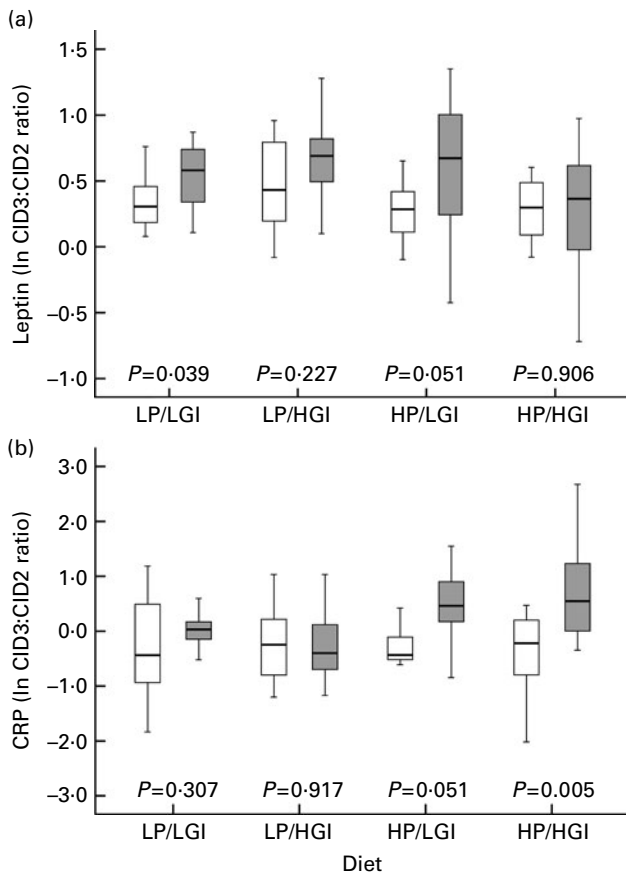 (a)
Leptin (ln CID3:CID2 ratio)
1·5
1·0
0·5
0·0
−0·5
−1·0
P=0·039 P=0·227 P=0·051 P=0.906
LP/LGI LP/HGI HP/LGI HP/HGI
(b)
CRP (ln CID3:CID2 ratio)
3·0
2·0
1·0
0·0
−1·0
−2·0
−3·0
P=0·307 P=0·917 P=0·051 P=0·005
LP/LGI LP/HGI HP/LGI HP/HGI
Diet